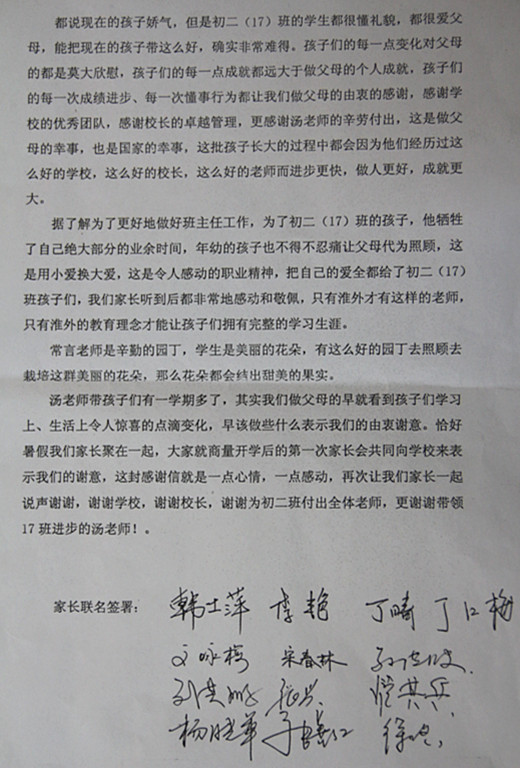 都说现在的孩子娇气，但是初二（17）班的学生都很懂礼貌，都很爱父
母，能把现在的孩子带这么好，确实非常难得。孩子们的每一点变化对父母
的都是莫大欣慰，孩子们的每一点成就都远大于做父母的个人成就，孩子们
的每一次成绩进步、每一次懂事行为都让我们做父母的由衷的感谢，感谢学
校的优秀团队，感谢校长的卓越管理，更感谢汤老师的辛劳付出，这是做父
母的幸事，也是国家的幸事，这批孩子长大的过程中都会因为他们经历过这
么好的学校，这么好的校长，这么好的老师而进步更快，做人更好，成就更
大。
据了解为了更好地做好班主任工作，为了初二（17）班的孩子，他牺牲
了自己绝大部分的业余时间，年幼的孩子也不得不忍痛让父母代为照顾，这
是用小爱换大爱，这是令人感动的职业精神，把自己的爱全都给了初二（17）
班孩子们，我们家长听到后都非常地感动和敬佩，只有淮外才有这样的老师，
只有淮外的教育理念才能让孩子们拥有完整的学习生涯。
常言老师是辛勤的园丁，学生是美丽的花朵，有这么好的园丁去照顾去
栽培这群美丽的花朵，那么花朵都会结出甜美的果实。
汤老师带孩子们有一学期多了，其实我们做父母的早就看到孩子们学习
上、生活上令人惊喜的点滴变化，早该做些什么表示我们的由衷谢意。恰好
暑假我们家长聚在一起，大家就商量开学后的第一次家长会共同向学校来表
示我们的谢意，这封感谢信就是一点心情，一点感动，再次让我们家长一起
说声谢谢，谢谢学校，谢谢校长，谢谢为初二班付出全体老师，更谢谢带领
17 班进步的汤老师！。
家长联名签署： 韩士萍 李艳 丁晴 丁红梅
文咏梅 宋春林
杨晓军